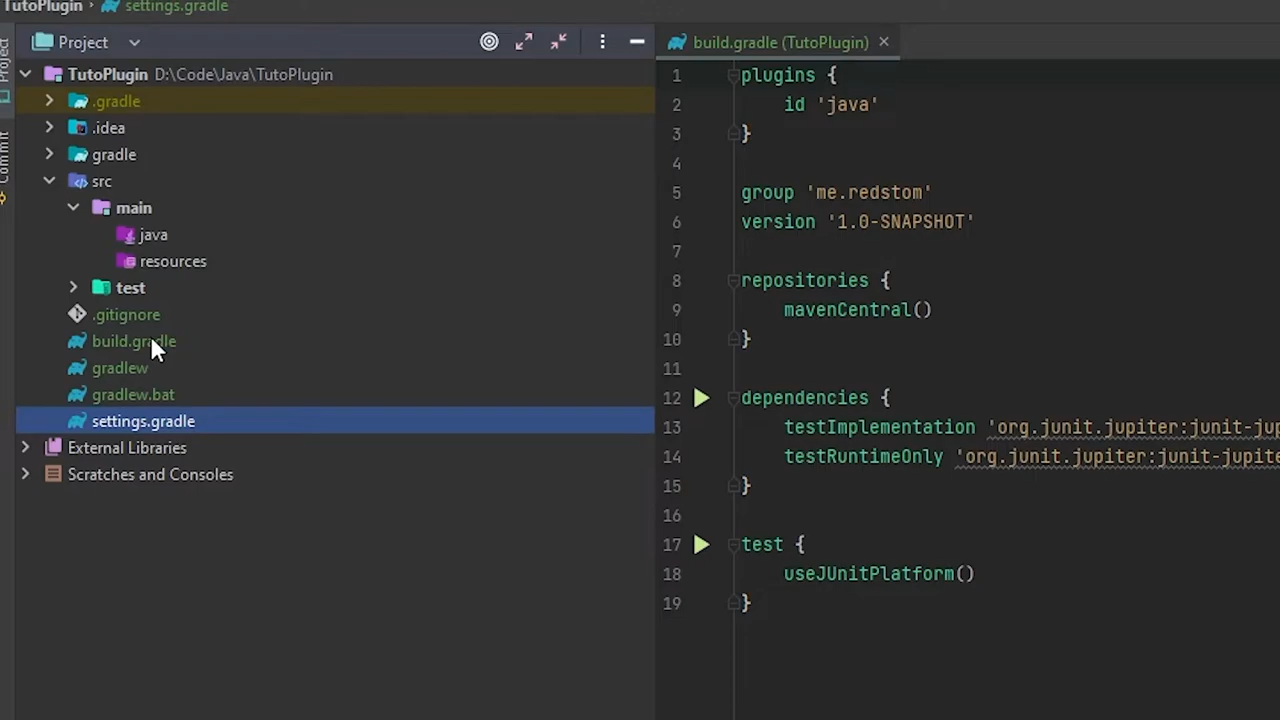 TutoPlugin › settings.gradle
Project
Commit
Project
TutoPlugin D:\Code\Java\TutoPlugin
.gradle
.idea
gradle
src
main
java
resources
test
.gitignore
build.gradle
gradlew
gradlew.bat
settings.gradle
External Libraries
Scratches and Consoles
build.gradle (TutoPlugin)
1 plugins {
2 id 'java'
3 }
4
5 group 'me.redstom'
6 version '1.0-SNAPSHOT'
7
8 repositories {
9 mavenCentral()
10 }
11
12 dependencies {
13 testImplementation 'org.junit.jupiter:junit-jup
14 testRuntimeOnly 'org.junit.jupiter:junit-jupite
15 }
16
17 test {
18 useJUnitPlatform()
19 }